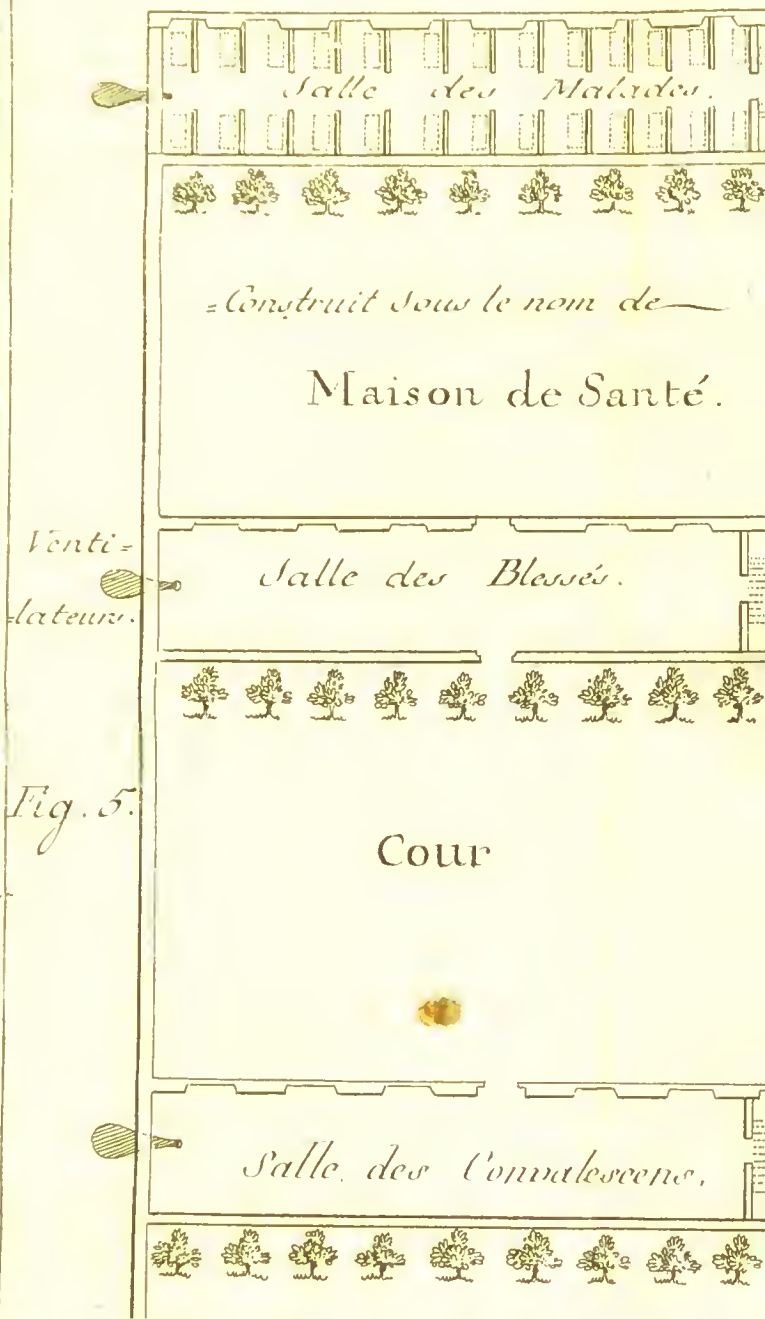 Salle des Malades.
=Construit sous le nom de
Maison de Santé.
Venti=
=lateurs.
Salle des Blessés.
Fig. 5.
Cour
Salle des Convalescens.